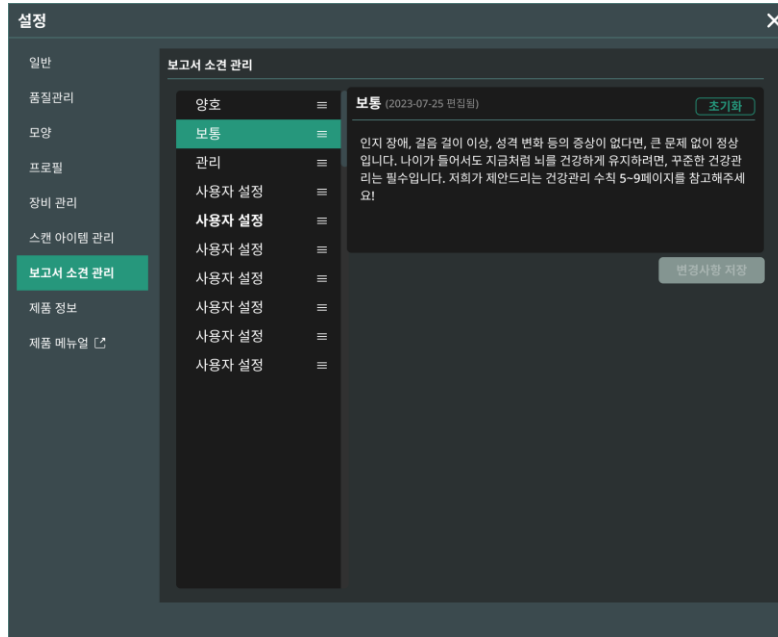 설정
일반
품질관리
모양
프로필
장비 관리
스캔 아이템 관리
보고서 소견 관리
제품 정보
제품 메뉴얼
보고서 소견 관리
양호
보통
관리
사용자 설정
사용자 설정
사용자 설정
사용자 설정
사용자 설정
사용자 설정
사용자 설정
보통 (2023-07-25 편집됨)
초기화
인지 장애, 걸음 걸이 이상, 성격 변화 등의 증상이 없다면, 큰 문제 없이 정상
입니다. 나이가 들어서도 지금처럼 뇌를 건강하게 유지하려면, 꾸준한 건강관
리는 필수입니다. 저희가 제안드리는 건강관리 수칙 5~9페이지를 참고해주세
요!
변경사항 저장